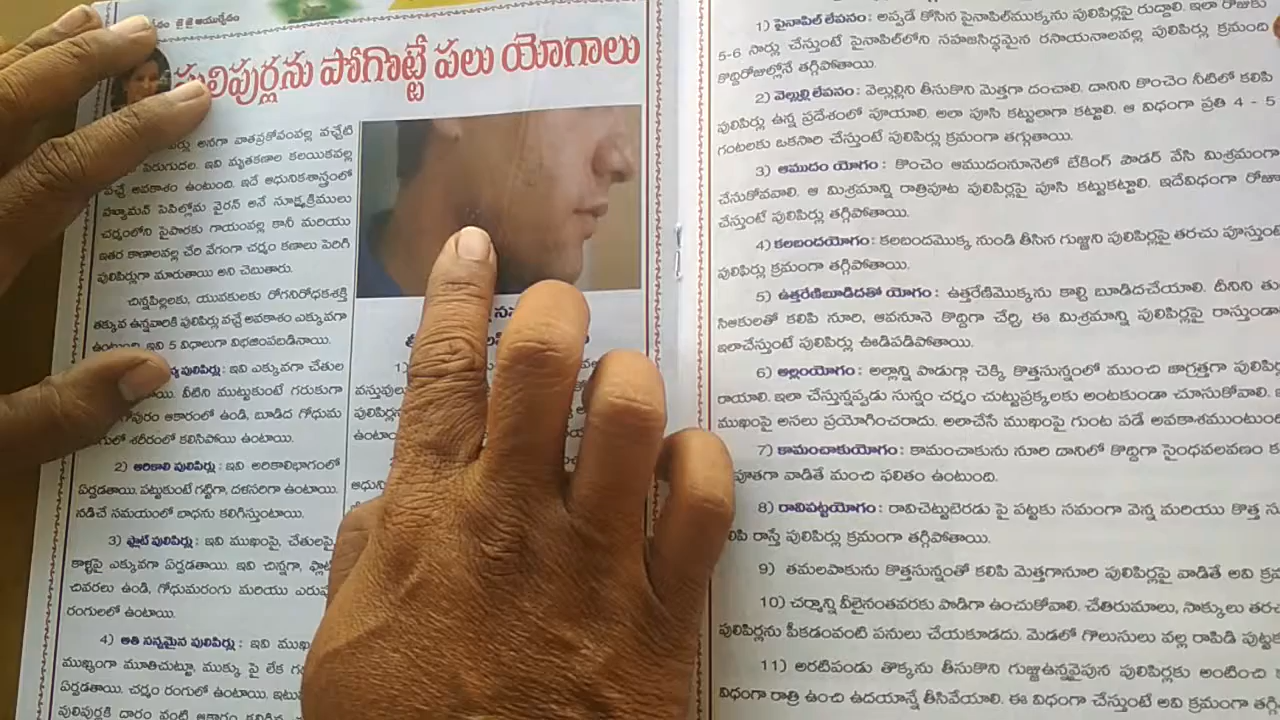 జై జై ఆయుర్వేదం
పులిపుర్లను పోగొట్టే పలు యోగాలు
అనగా వాతప్రకోపంవల్ల వచ్చేటి
పెరుగుదల. ఇవి మృతకణాల కలయికవల్ల
వచ్చే అవకాశం ఉంటుంది. ఇదే ఆధునికశాస్త్రంలో
హ్యూమన్ పెపిల్లోమ వైరస్ అనే సూక్ష్మక్రిములు
చర్మంలోని పైపొరకు గాయంవల్ల కానీ మరియు
ఇతర కాణాలవల్ల చేరి వేగంగా చర్మం కణాలు పెరిగి
పులిపిర్లుగా మారుతాయి అని చెబుతారు.
చిన్నపిల్లలకు, యువకులకు రోగనిరోధకశక్తి
తక్కువ ఉన్నవారికి పులిపిర్లు వచ్చే అవకాశం ఎక్కువగా
ఉంటుంది. ఇవి 5 విధాలుగా విభజింపబడినాయి.
పులిపిర్లు : ఇవి ఎక్కువగా చేతుల
వీటిని ముట్టుకుంటే గరుకుగా
గోపురం ఆకారంలో ఉండి, బూడిద గోధుమ
శరీరంలో కలిసిపోయి ఉంటాయి.
2) అరికాలి పులిపిర్లు : ఇవి అరికాలిభాగంలో
ఏర్పడతాయి. పట్టుకుంటే గట్టిగా, దళసరిగా ఉంటాయి.
నడిచే సమయంలో బాధను కలిగిస్తుంటాయి.
3) ఫ్లాట్ పులిపిర్లు : ఇవి ముఖంపై, చేతులపై,
కాళ్లపై ఎక్కువగా ఏర్పడతాయి. ఇవి చిన్నగా,
చివరలు ఉండి, గోధుమరంగు మరియు
రంగులలో ఉంటాయి.
4) అతి సన్నమైన పులిపిర్లు : ఇవి
ముఖ్యంగా మూతిచుట్టూ, ముక్కు పై లేక
ఏర్పడతాయి. చర్మం రంగులో ఉంటాయి.
పులిపుర్లకి దారం వంటి ఆకారం కలిగిన
1)
వస్తువులు
ఉంటాయి
1) పైనాపిల్ లేపనం : అప్పుడే కోసిన పైనాపిల్‌ముక్కను పులిపిర్లపై రుద్దాలి. ఇలా రోజుకు
5-6 సార్లు చేస్తుంటే పైనాపిల్‌లోని సహజసిద్ధమైన రసాయనాలవల్ల పులిపిర్లు క్రమంగా
కొద్దిరోజుల్లోనే తగ్గిపోతాయి.
2) వెల్లుల్లి లేపనం : వెల్లుల్లిని తీసుకొని మెత్తగా దంచాలి. దానిని కొంచెం నీటిలో కలిపి
పులిపిర్లు ఉన్న ప్రదేశంలో పూయాలి. అలా పూసి కట్టులాగా కట్టాలి. ఆ విధంగా ప్రతి 4 - 5
గంటలకు ఒకసారి చేస్తుంటే పులిపిర్లు క్రమంగా తగ్గుతాయి.
3) ఆముదం యోగం : కొంచెం ఆముదంనూనెలో బేకింగ్ పౌడర్ వేసి మిశ్రమంగా
చేసుకోవవాలి. ఆ మిశ్రమాన్ని రాత్రిపూట పులిపిర్లపై పూసి కట్టుకట్టాలి. ఇదేవిధంగా రోజూ
చేస్తుంటే పులిపిర్లు తగ్గిపోతాయి.
4) కలబందయోగం : కలబందమొక్క నుండి తీసిన గుజ్జుని పులిపిర్లపై తరచు పూస్తుంటే
పులిపిర్లు క్రమంగా తగ్గిపోతాయి.
5) ఉత్తరేణిబూడిదతో యోగం : ఉత్తరేణిమొక్కను కాల్చి బూడిదచేయాలి. దీనిని
కలిపి నూరి, ఆవనూనె కొద్దిగా చేర్చి, ఈ మిశ్రమాన్ని పులిపిర్లపై రాస్తుండా
ఇలాచేస్తుంటే పులిపిర్లు ఊడిపడిపోతాయి.
6) అల్లంయోగం : అల్లాన్ని పొడుగ్గా చెక్కి కొత్తసున్నంలో ముంచి జాగ్రత్తగా
రాయాలి. ఇలా చేస్తున్నప్పుడు సున్నం చర్మం చుట్టుప్రక్కలకు అంటకుండా చూసుకోవాలి.
ముఖంపై అసలు ప్రయోగించరాదు. అలాచేసే ముఖంపై గుంట పడే
7) కామంచాకుయోగం : కామంచాకును నూరి దానిలో కొద్దిగా సైంధవలవణం
పూతగా వాడితే మంచి ఫలితం ఉంటుంది.
8) రావిపట్టయోగం : రావిచెట్టుబెరడు పై పట్టకు సమంగా వెన్న మరియు కొత్త
రాస్తే పులిపిర్లు క్రమంగా తగ్గిపోతాయి.
9) తమలపాకును కొత్తసున్నంతో కలిపి మెత్తగానూరి పులిపిర్లపై వాడితే అవి
10) చర్మాన్ని వీలైనంతవరకు పొడిగా ఉంచుకోవాలి. చేతిరుమాలు, సాక్కులు
పులిపిర్లను పీకడంవంటి పనులు చేయకూడదు. మెడలో గొలుసులు వల్ల రాపిడి
11) అరటిపండు తొక్కను తీసుకొని గుజ్జుఉన్నవైపున పులిపిర్లకు అంటించి
విధంగా రాత్రి ఉంచి ఉదయాన్నే తీసివేయాలి. ఈ విధంగా చేస్తుంటే అవి క్రమంగా